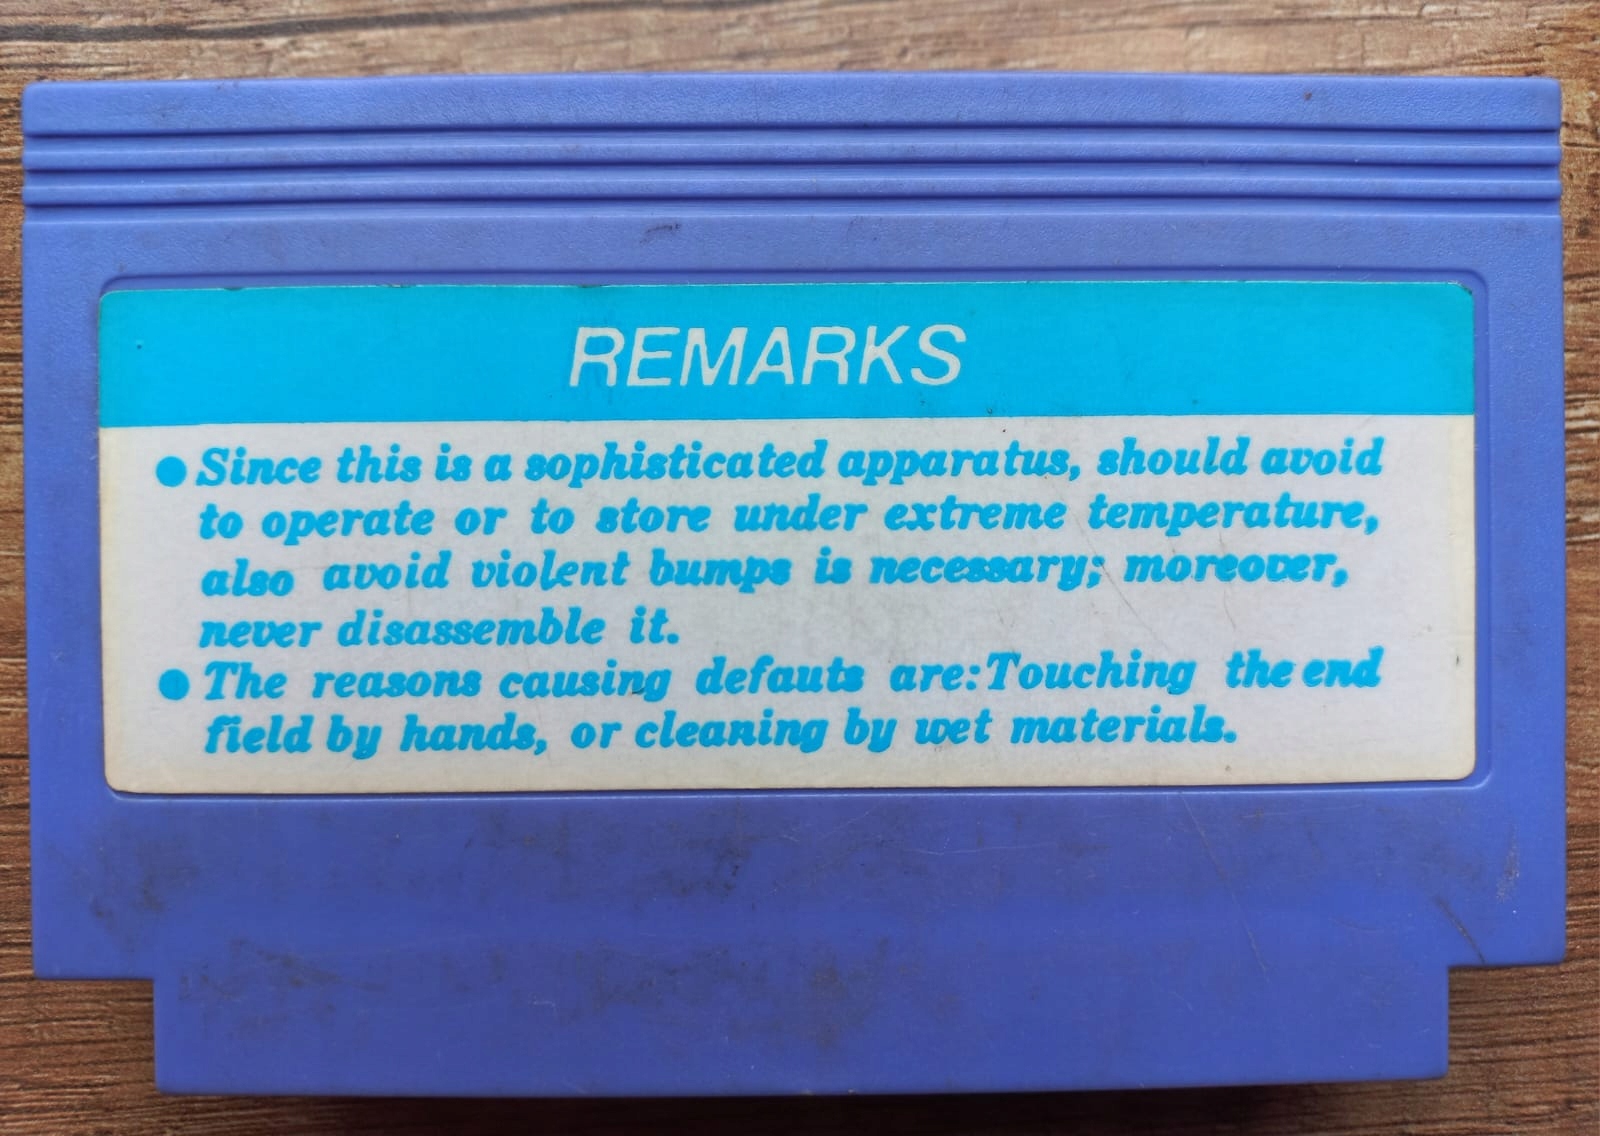 REMARKS
●Since this is a sophisticated apparatus, should avoid
to operate or to store under extreme temperature,
also avoid violent bumps is necessary; moreover,
never disassemble it.
●The reasons causing defauts are:Touching the end
field by hands, or cleaning by wet materials.